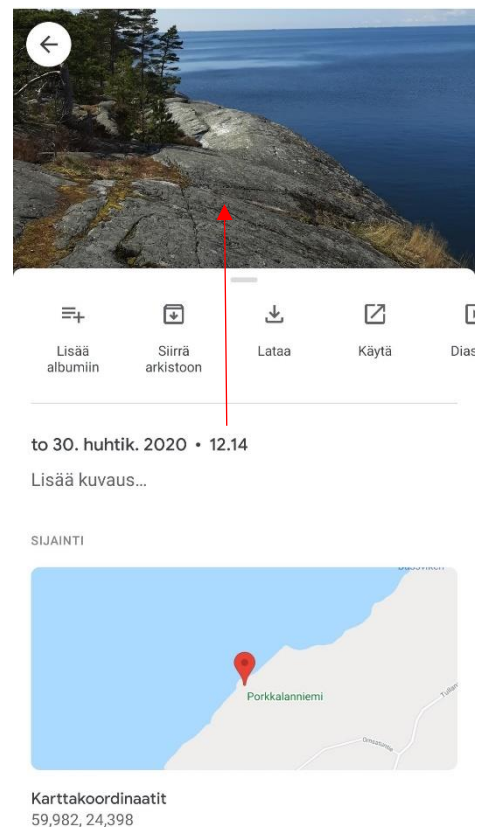 Lisää
albumiin
Siirrä
arkistoon
Lataa
Käytä
Dias
to 30. huhtik. 2020 • 12.14
Lisää kuvaus...
SIJAINTI
Porkkalanniemi
Karttakoordinaatit
59,982, 24,398